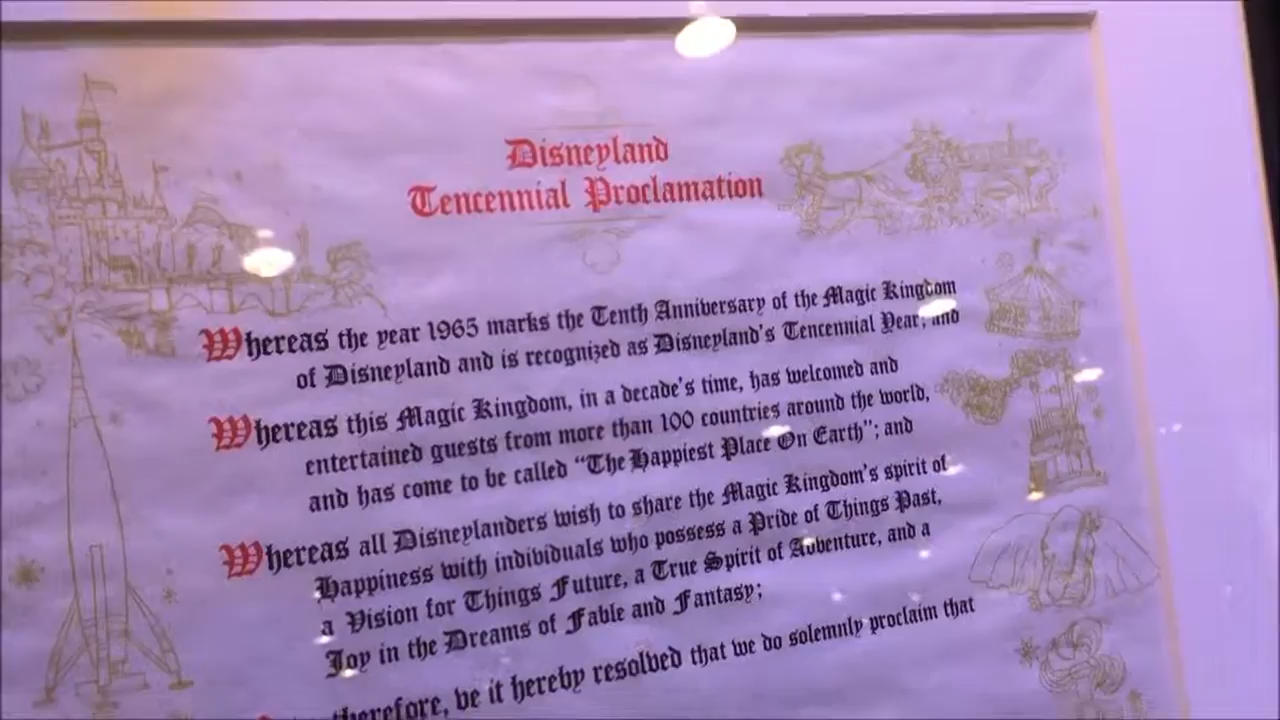 Disneyland
Tencennial Proclamation
Whereas the year 1965 marks the Tenth Anniversary of the Magic Kingdom
of Disneyland and is recognized as Disneyland's Tencennial Year; and
Whereas this Magic Kingdom, in a decade's time, has welcomed and
entertained guests from more than 100 countries around the world,
and has come to be called "The Happiest Place On Earth"; and
Whereas all Disneylanders wish to share the Magic Kingdom's spirit of
Happiness with individuals who possess a Pride of Things Past,
a Vision for Things Future, a True Spirit of Adventure, and a
Joy in the Dreams of Fable and Fantasy;
therefore, be it hereby resolved that we do solemnly proclaim that